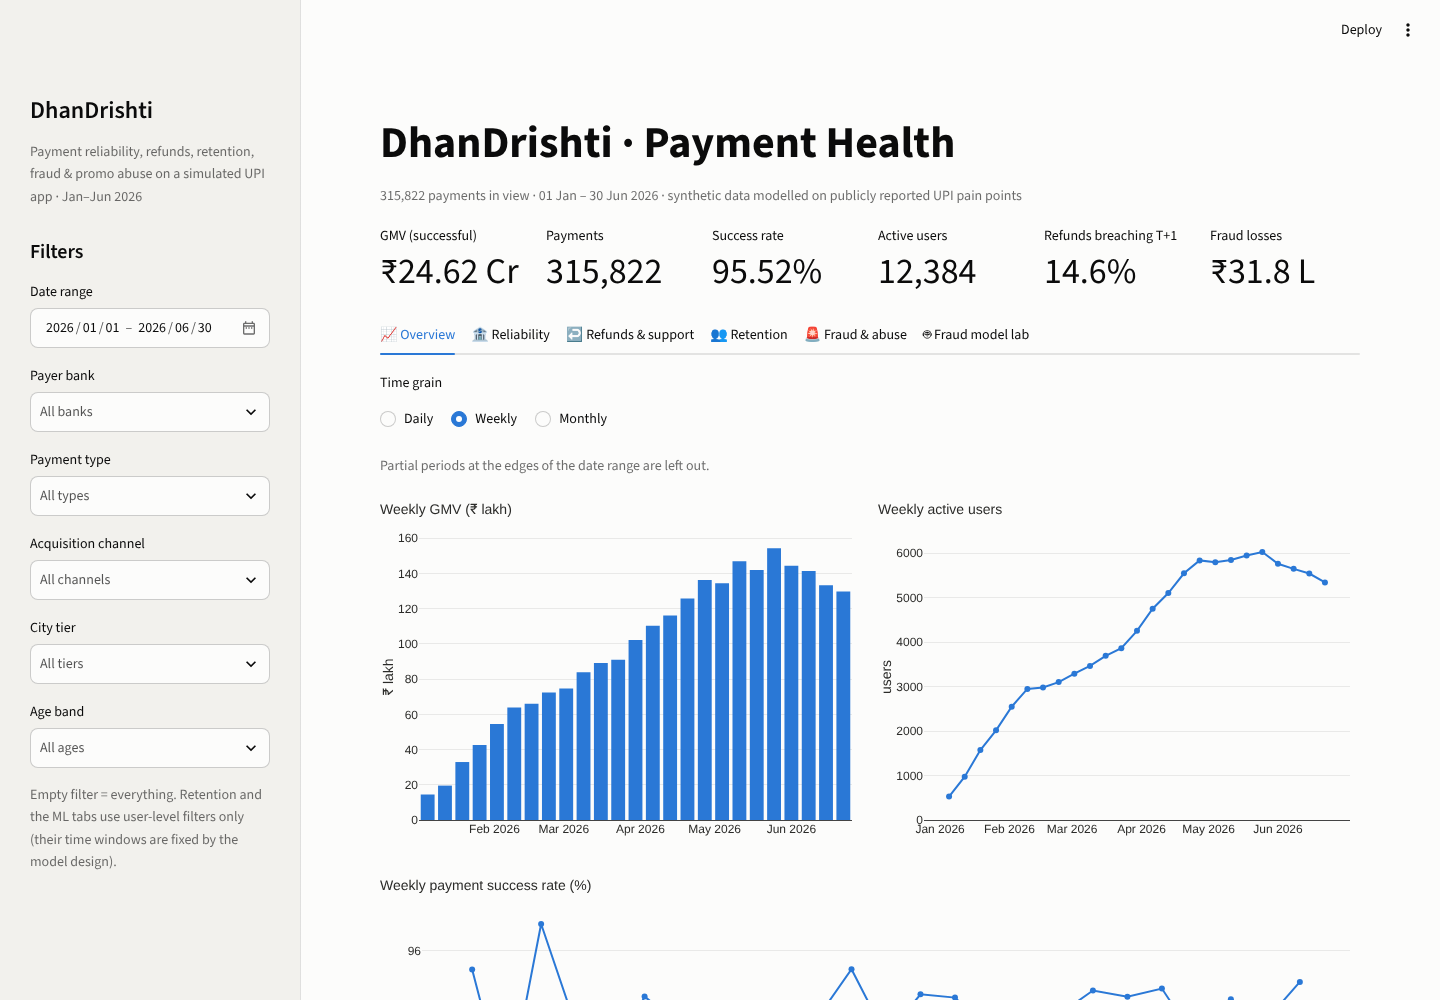 Deploy
DhanDrishti
Payment reliability, refunds, retention,
fraud & promo abuse on a simulated UPI
app · Jan–Jun 2026
Filters
Date range
2026/01/01 – 2026/06/30
Payer bank
All banks
Payment type
All types
Acquisition channel
All channels
City tier
All tiers
Age band
All ages
Empty filter = everything. Retention and
the ML tabs use user-level filters only
(their time windows are fixed by the
model design).
DhanDrishti · Payment Health
315,822 payments in view · 01 Jan – 30 Jun 2026 · synthetic data modelled on publicly reported UPI pain points
GMV (successful) Payments Success rate Active users Refunds breaching T+1 Fraud losses
₹24.62 Cr 315,822 95.52% 12,384 14.6% ₹31.8 L
Overview Reliability Refunds & support Retention Fraud & abuse Fraud model lab
Time grain
Daily Weekly Monthly
Partial periods at the edges of the date range are left out.
Weekly GMV (₹ lakh)
160
140
120
100
80
60
40
20
0
₹ lakh
Feb 2026 Mar 2026 Apr 2026 May 2026 Jun 2026
Weekly active users
6000
5000
4000
3000
2000
1000
0
users
Jan 2026 Feb 2026 Mar 2026 Apr 2026 May 2026 Jun 2026
Weekly payment success rate (%)
96